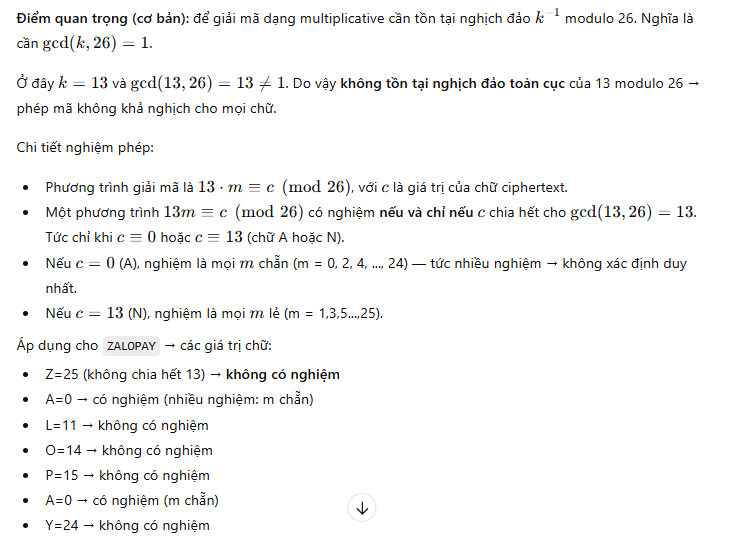 Điểm quan trọng (cơ bản): để giải mã dạng multiplicative cần tồn tại nghịch đảo k⁻¹ modulo 26. Nghĩa là
cần gcd(k, 26) = 1.
Ở đây k = 13 và gcd(13, 26) = 13 ≠ 1. Do vậy không tồn tại nghịch đảo toàn cục của 13 modulo 26 →
phép mã không khả nghịch cho mọi chữ.
Chi tiết nghiệm phép:
• Phương trình giải mã là 13 · m ≡ c (mod 26), với c là giá trị của chữ ciphertext.
• Một phương trình 13m ≡ c (mod 26) có nghiệm nếu và chỉ nếu c chia hết cho gcd(13, 26) = 13.
Tức chỉ khi c ≡ 0 hoặc c ≡ 13 (chữ A hoặc N).
• Nếu c = 0 (A), nghiệm là mọi m chẵn (m = 0, 2, 4, ..., 24) — tức nhiều nghiệm → không xác định duy
nhất.
• Nếu c = 13 (N), nghiệm là mọi m lẻ (m = 1,3,5...,25).
Áp dụng cho ZALOPAY → các giá trị chữ:
• Z=25 (không chia hết 13) → không có nghiệm
• A=0 → có nghiệm (nhiều nghiệm: m chẵn)
• L=11 → không có nghiệm
• O=14 → không có nghiệm
• P=15 → không có nghiệm
• A=0 → có nghiệm (m chẵn)
• Y=24 → không có nghiệm